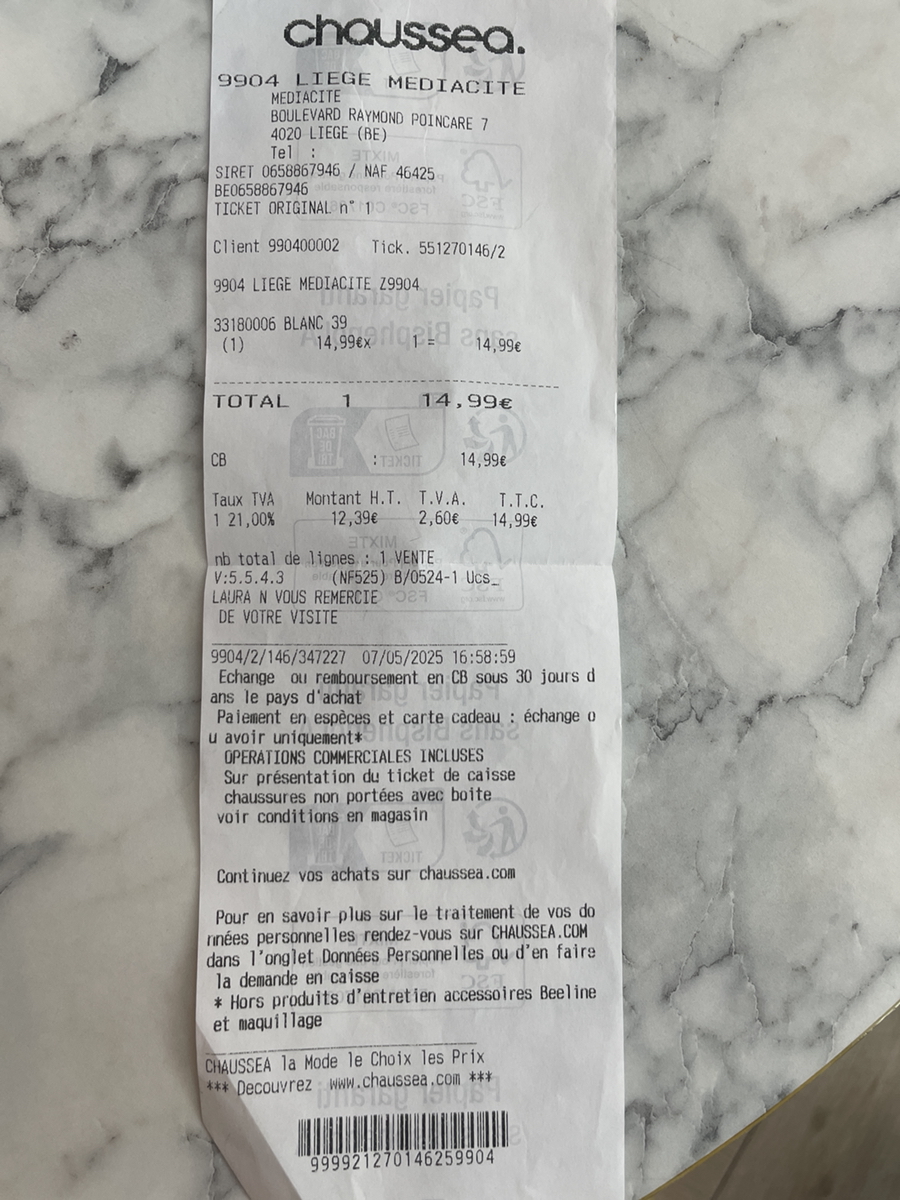 chaussea.
9904 LIEGE MEDIACITE
MEDIACITE
BOULEVARD RAYMOND POINCARE 7
4020 LIEGE (BE)
Tel :
SIRET 0658867946 / NAF 46425
BE0658867946
TICKET ORIGINAL n° 1
Client 990400002 Tick. 551270146/2
9904 LIEGE MEDIACITE Z9904
33180006 BLANC 39
(1) 14,99€x 1 = 14,99€
TOTAL 1 14,99€
CB : 14,99€
Taux TVA Montant H.T. T.V.A. T.T.C.
1 21,00% 12,39€ 2,60€ 14,99€
nb total de lignes : 1 VENTE
V:5.5.4.3 (NF525) B/0524-1 Ucs_
LAURA N VOUS REMERCIE
DE VOTRE VISITE
9904/2/146/347227 07/05/2025 16:58:59
Echange ou remboursement en CB sous 30 jours d
ans le pays d'achat
Paiement en espèces et carte cadeau : échange o
u avoir uniquement*
OPERATIONS COMMERCIALES INCLUSES
Sur présentation du ticket de caisse
chaussures non portées avec boite
voir conditions en magasin
Continuez vos achats sur chaussea.com
Pour en savoir plus sur le traitement de vos do
nnées personnelles rendez-vous sur CHAUSSEA.COM
dans l'onglet Données Personnelles ou d'en faire
la demande en caisse
* Hors produits d'entretien accessoires Beeline
et maquillage
CHAUSSEA la Mode le Choix les Prix
*** Decouvrez www.chaussea.com ***
999921270146259904